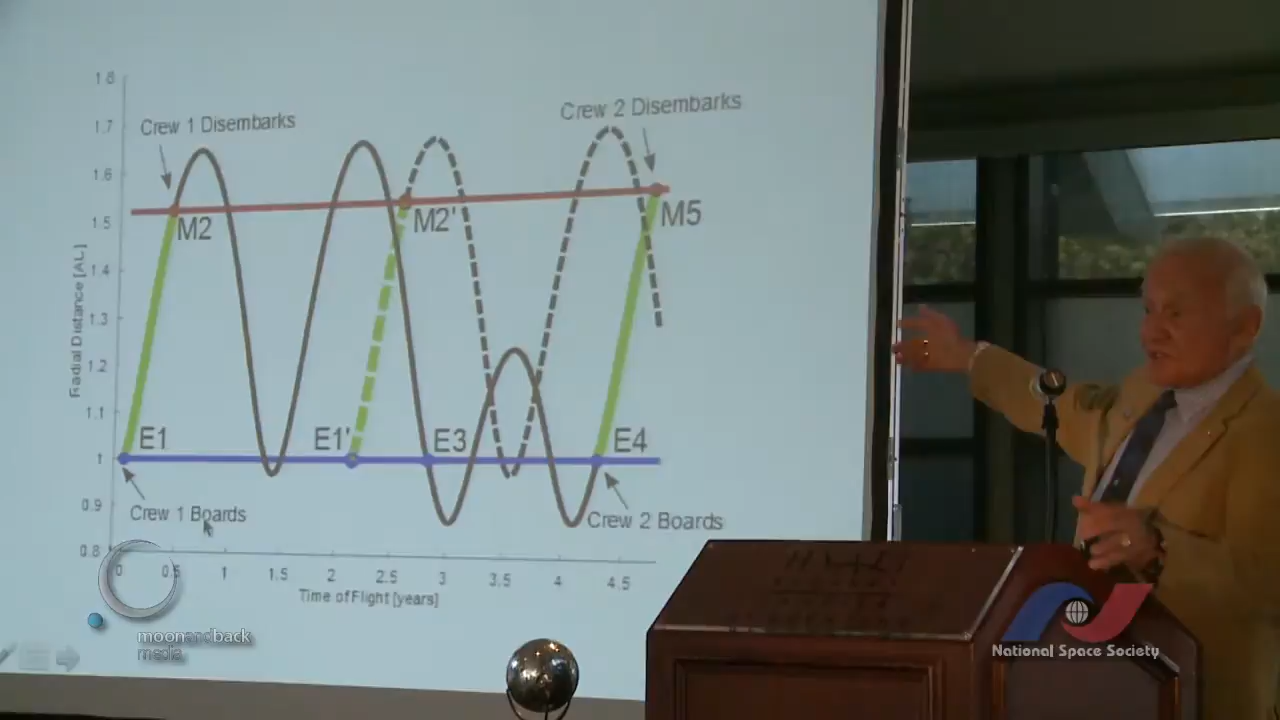 1.8
1.7
1.6
1.5
1.4
1.3
1.2
1.1
1
0.9
0.8
Radial Distance [AU]
Crew 1 Disembarks
Crew 2 Disembarks
M2
M2'
M5
E1
E1'
E3
E4
Crew 1 Boards
Crew 2 Boards
0 0.5 1 1.5 2 2.5 3 3.5 4 4.5
Time of Flight [years]
moonandback
media
National Space Society